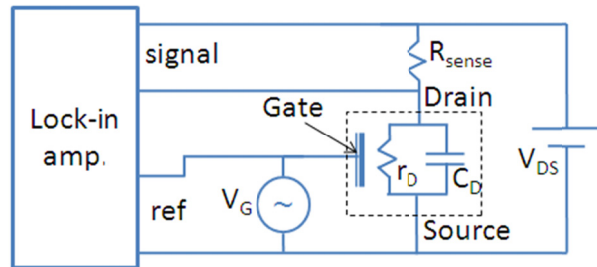 signal
R_sense
Gate
Drain
Lock-in
amp.
r_D
C_D
V_DS
ref
V_G
~
Source